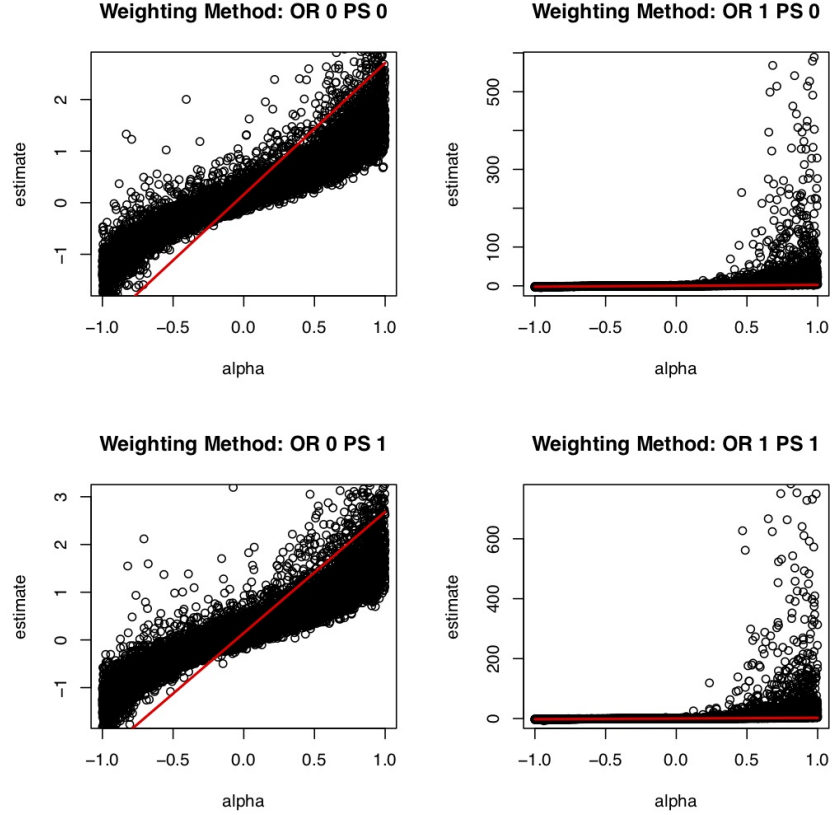 Weighting Method: OR 0 PS 0
estimate
2
1
0
−1
−1.0 −0.5 0.0 0.5 1.0
alpha
Weighting Method: OR 1 PS 0
estimate
500
300
100
0
−1.0 −0.5 0.0 0.5 1.0
alpha
Weighting Method: OR 0 PS 1
estimate
3
2
1
0
−1
−1.0 −0.5 0.0 0.5 1.0
alpha
Weighting Method: OR 1 PS 1
estimate
600
400
200
0
−1.0 −0.5 0.0 0.5 1.0
alpha